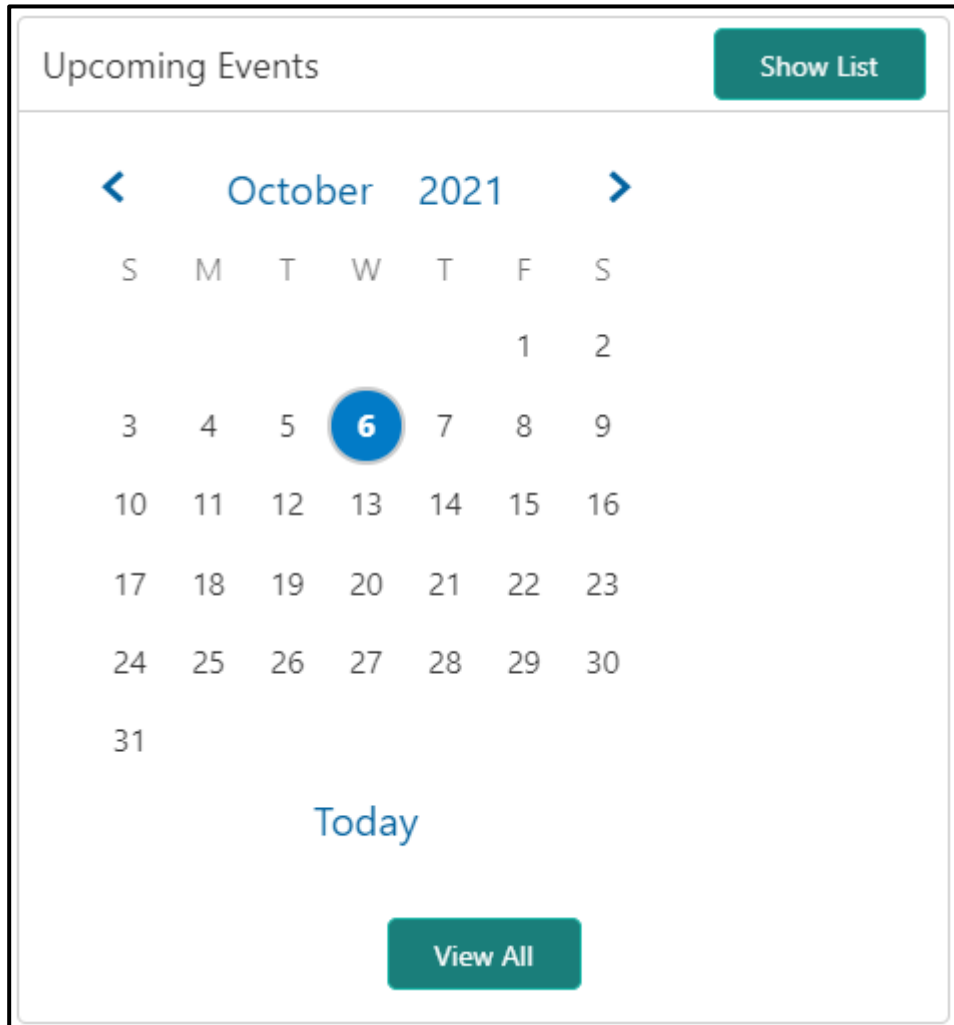 Upcoming Events Show List
October 2021
S M T W T F S
1 2
3 4 5 6 7 8 9
10 11 12 13 14 15 16
17 18 19 20 21 22 23
24 25 26 27 28 29 30
31
Today
View All